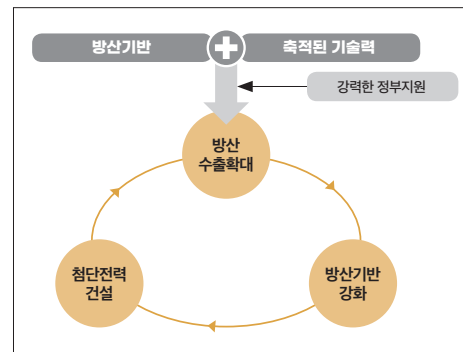 방산기반
축적된 기술력
강력한 정부지원
방산
수출확대
첨단전력
건설
방산기반
강화